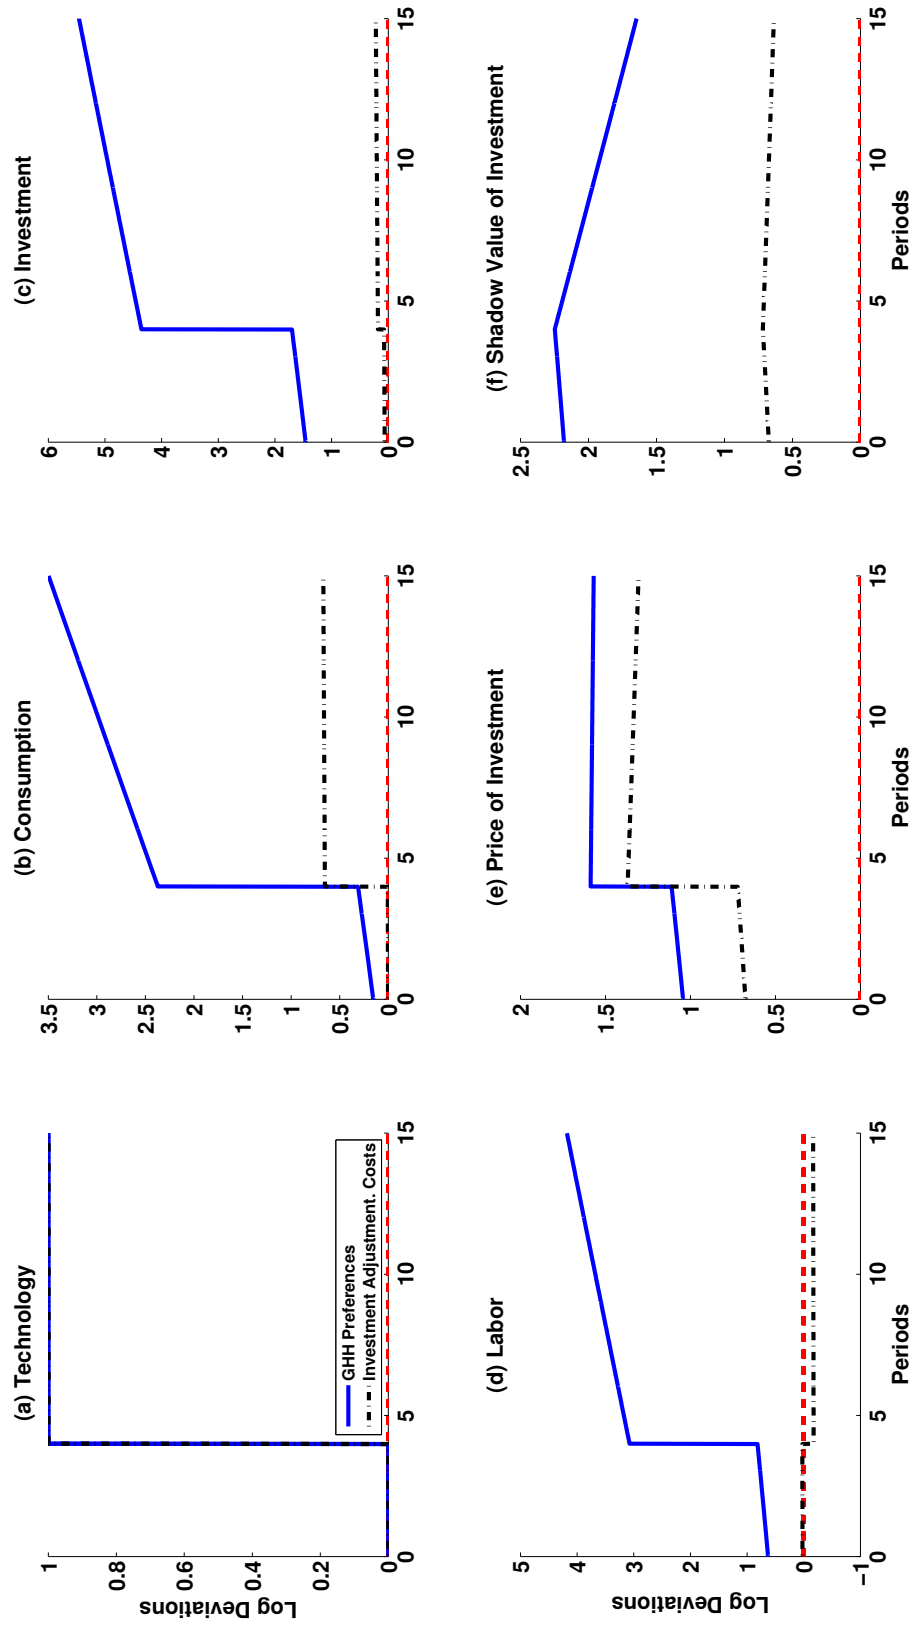 (a) Technology
1
0.8
0.6
0.4
0.2
0
0 5 10 15
Log Deviations
GHH Preferences
Investment Adjustment. Costs
(b) Consumption
3.5
3
2.5
2
1.5
1
0.5
0
0 5 10 15
(c) Investment
6
5
4
3
2
1
0
0 5 10 15
(d) Labor
5
4
3
2
1
0
−1
0 5 10 15
Log Deviations
Periods
(e) Price of Investment
2
1.5
1
0.5
0
0 5 10 15
Periods
(f) Shadow Value of Investment
2.5
2
1.5
1
0.5
0
0 5 10 15
Periods